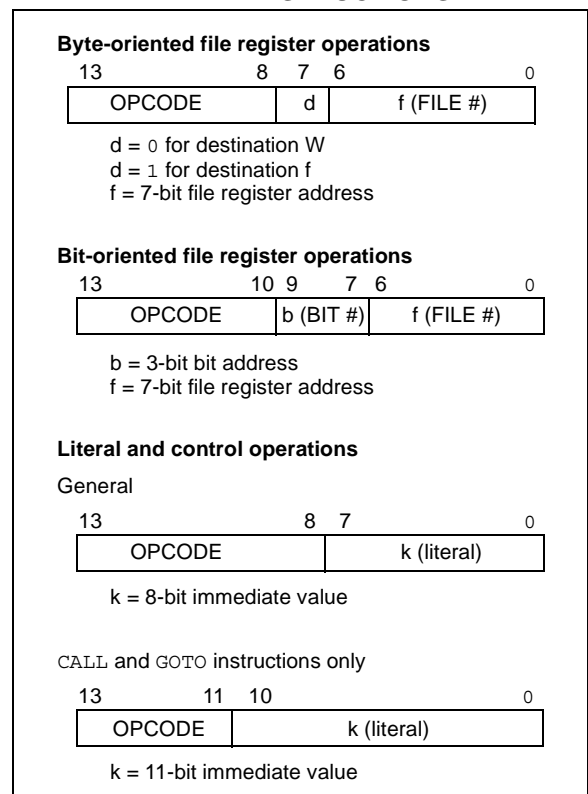 Byte-oriented file register operations
13 8 7 6 0
OPCODE d f (FILE #)
d = 0 for destination W
d = 1 for destination f
f = 7-bit file register address
Bit-oriented file register operations
13 10 9 7 6 0
OPCODE b (BIT #) f (FILE #)
b = 3-bit bit address
f = 7-bit file register address
Literal and control operations
General
13 8 7 0
OPCODE k (literal)
k = 8-bit immediate value
CALL and GOTO instructions only
13 11 10 0
OPCODE k (literal)
k = 11-bit immediate value